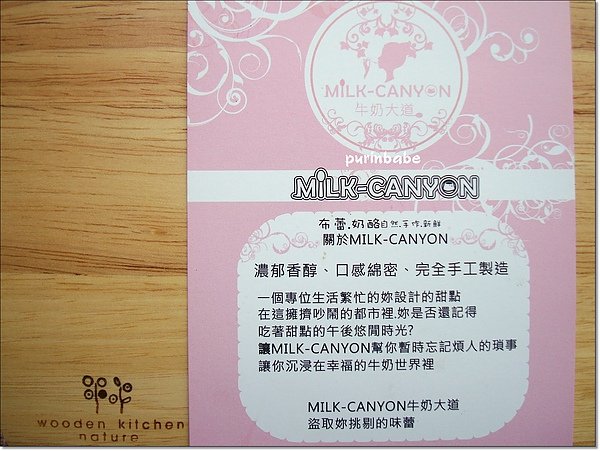 MiLK-CANYON
牛奶大道
purinbabe
MiLK-CANYON
布蕾.奶酪自然.手作.新鮮
關於MILK-CANYON
濃郁香醇、口感綿密、完全手工製造
一個專位生活繁忙的妳設計的甜點
在這擁擠吵鬧的都市裡.妳是否還記得
吃著甜點的午後悠閒時光?
讓MILK-CANYON幫你暫時忘記煩人的瑣事
讓你沉浸在幸福的牛奶世界裡
MILK-CANYON牛奶大道
盜取妳挑剔的味蕾
wooden kitchen
nature